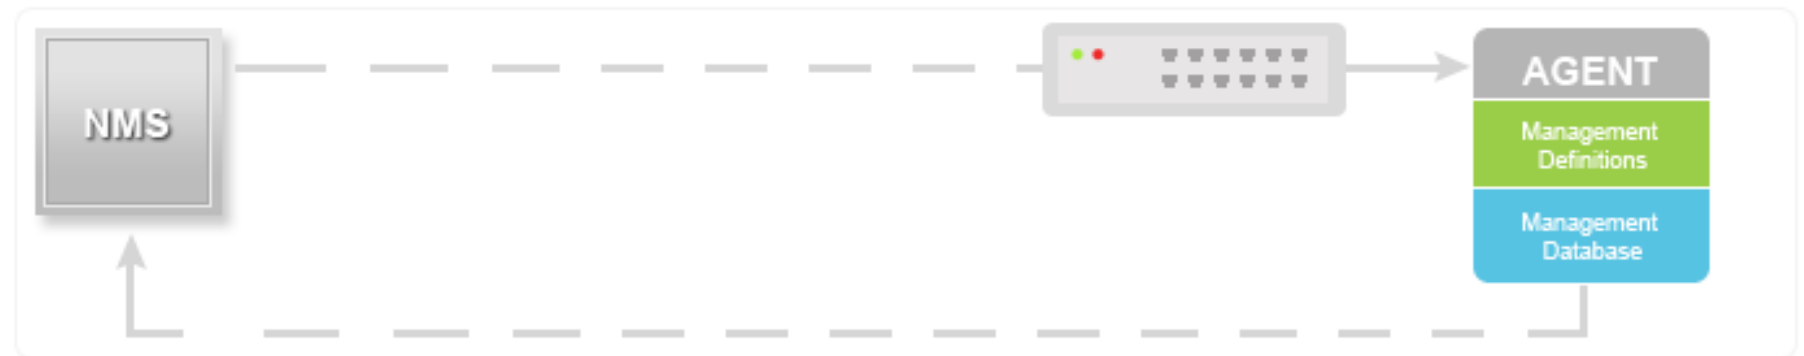 NMS
AGENT
Management
Definitions
Management
Database